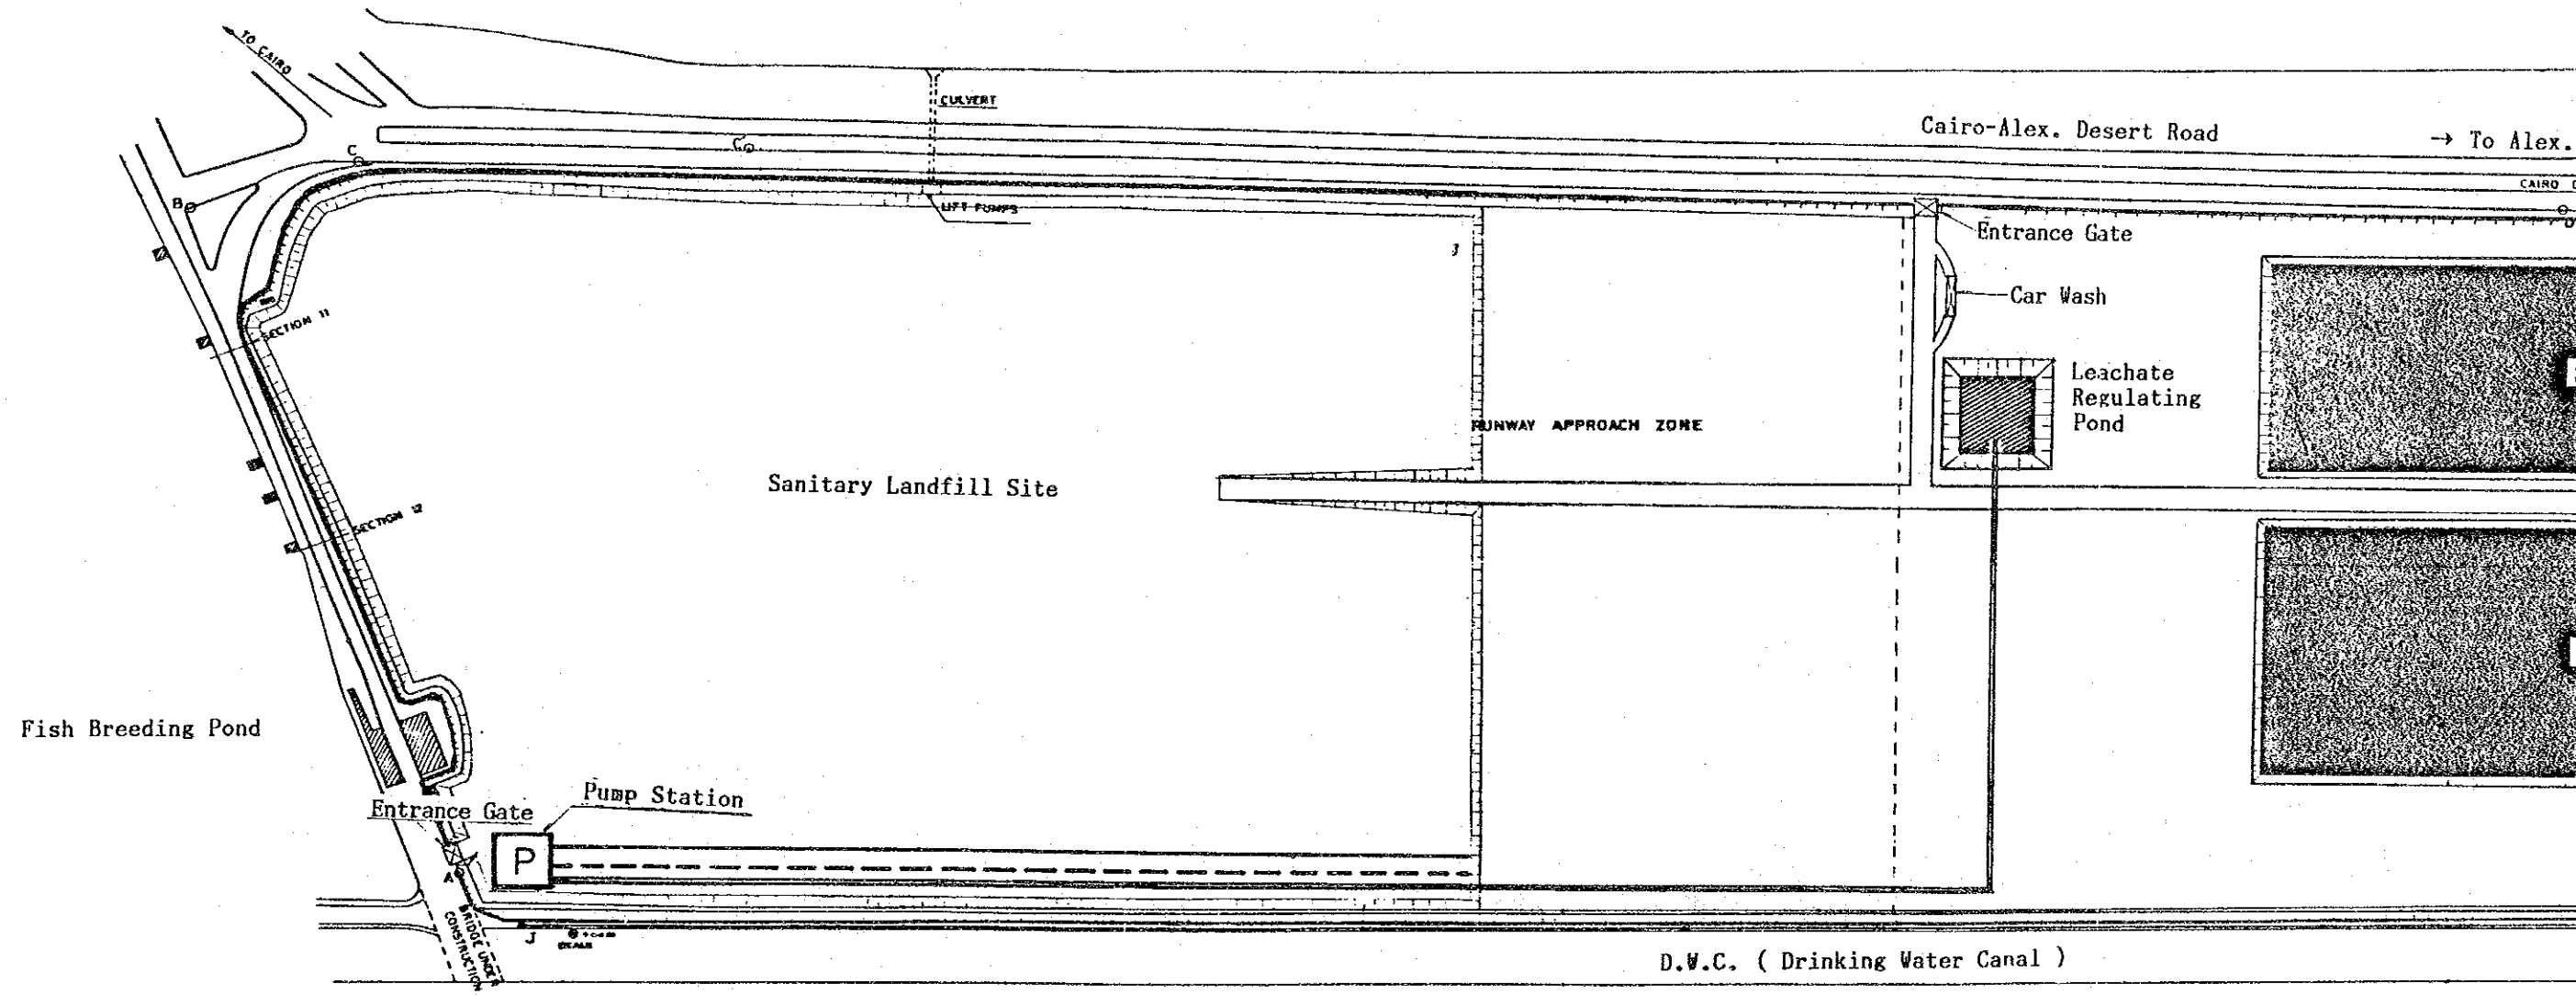 TO CAIRO
CULVERT
Cairo-Alex. Desert Road
→ To Alex.
C
C
CAIRO
B
LIFT PUMPS
Entrance Gate
Car Wash
SECTION 11
Leachate
Regulating
Pond
RUNWAY APPROACH ZONE
Sanitary Landfill Site
SECTION 12
Fish Breeding Pond
Pump Station
Entrance Gate
P
A
BRIDGE UNDER
CONSTRUCTION
J
D.W.C. ( Drinking Water Canal )